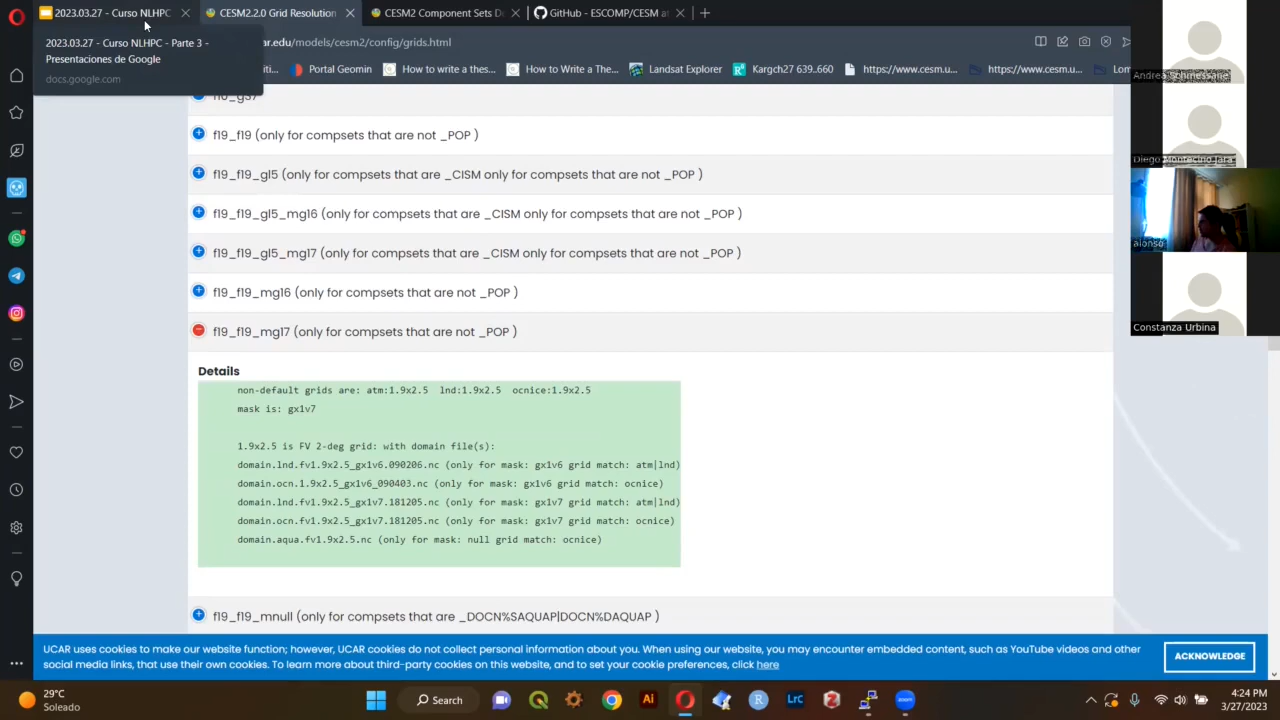 2023.03.27 - Curso NLHPC
CESM2.2.0 Grid Resolution
CESM2 Component Sets D
GitHub - ESCOMP/CESM at
2023.03.27 - Curso NLHPC - Parte 3 -
Presentaciones de Google
docs.google.com
ar.edu/models/cesm2/config/grids.html
iti...
Portal Geomin
How to write a thes...
How to Write a The...
Landsat Explorer
Kargch27 639..660
https://www.cesm.u...
https://www.cesm.u...
Lom
f19_f19 (only for compsets that are not _POP )
f19_f19_gl5 (only for compsets that are _CISM only for compsets that are not _POP )
f19_f19_gl5_mg16 (only for compsets that are _CISM only for compsets that are not _POP )
f19_f19_gl5_mg17 (only for compsets that are _CISM only for compsets that are not _POP )
f19_f19_mg16 (only for compsets that are not _POP )
f19_f19_mg17 (only for compsets that are not _POP )
Details
non-default grids are: atm:1.9x2.5 lnd:1.9x2.5 ocnice:1.9x2.5
mask is: gx1v7
1.9x2.5 is FV 2-deg grid: with domain file(s):
domain.lnd.fv1.9x2.5_gx1v6.090206.nc (only for mask: gx1v6 grid match: atm|lnd)
domain.ocn.1.9x2.5_gx1v6_090403.nc (only for mask: gx1v6 grid match: ocnice)
domain.lnd.fv1.9x2.5_gx1v7.181205.nc (only for mask: gx1v7 grid match: atm|lnd)
domain.ocn.fv1.9x2.5_gx1v7.181205.nc (only for mask: gx1v7 grid match: ocnice)
domain.aqua.fv1.9x2.5.nc (only for mask: null grid match: ocnice)
f19_f19_mnull (only for compsets that are _DOCN%SAQUAP|DOCN%DAQUAP )
UCAR uses cookies to make our website function; however, UCAR cookies do not collect personal information about you. When using our website, you may encounter embedded content, such as YouTube videos and other
social media links, that use their own cookies. To learn more about third-party cookies on this website, and to set your cookie preferences, click here
ACKNOWLEDGE
Andrea
Diego Montecino Jara
alonso
Constanza Urbina
29°C
Soleado
Search
Ai
R
LrC
zoom
4:24 PM
3/27/2023